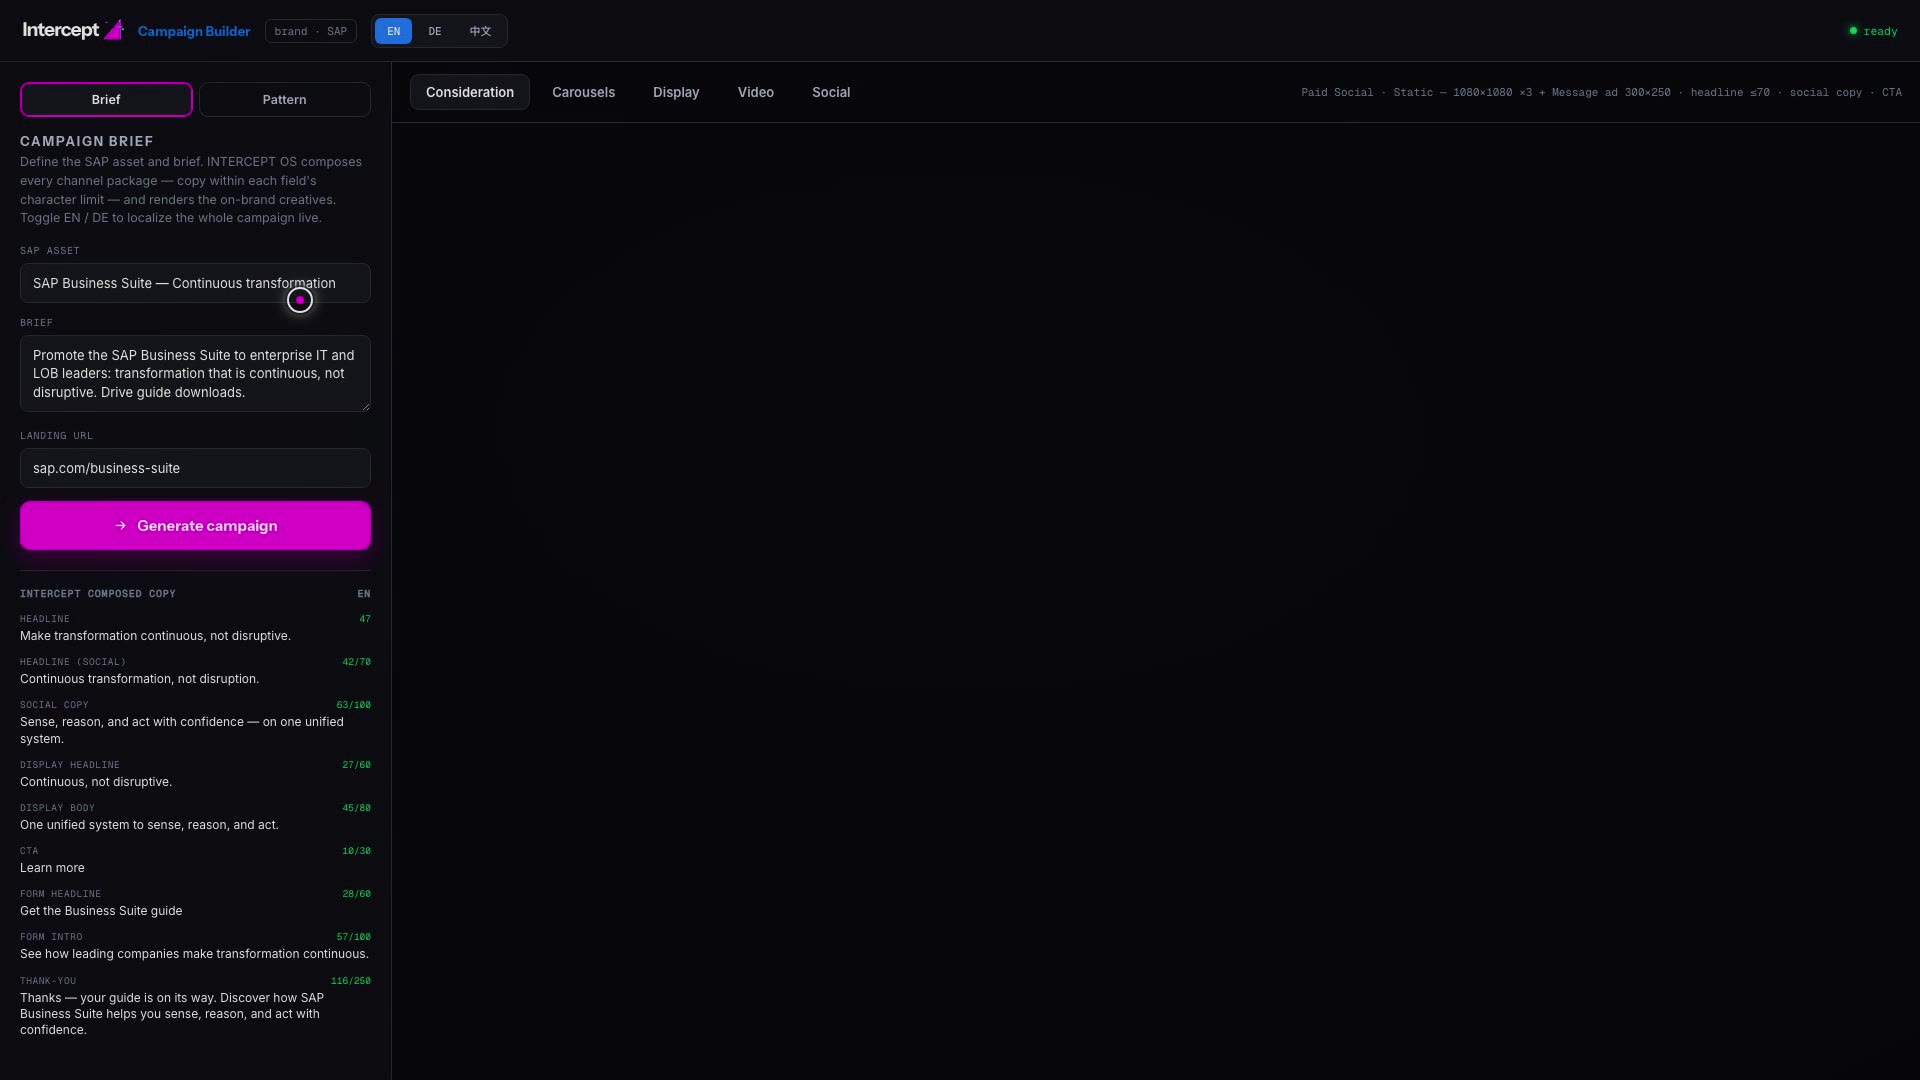 Intercept
Campaign Builder
brand · SAP
EN
DE
中文
ready
Brief
Pattern
Consideration
Carousels
Display
Video
Social
Paid Social · Static — 1080×1080 ×3 + Message ad 300×250 · headline ≤70 · social copy · CTA
CAMPAIGN BRIEF
Define the SAP asset and brief. INTERCEPT OS composes
every channel package — copy within each field's
character limit — and renders the on-brand creatives.
Toggle EN / DE to localize the whole campaign live.
SAP ASSET
SAP Business Suite — Continuous transformation
BRIEF
Promote the SAP Business Suite to enterprise IT and
LOB leaders: transformation that is continuous, not
disruptive. Drive guide downloads.
LANDING URL
sap.com/business-suite
→ Generate campaign
INTERCEPT COMPOSED COPY
EN
HEADLINE
47
Make transformation continuous, not disruptive.
HEADLINE (SOCIAL)
42/70
Continuous transformation, not disruption.
SOCIAL COPY
63/100
Sense, reason, and act with confidence — on one unified
system.
DISPLAY HEADLINE
27/60
Continuous, not disruptive.
DISPLAY BODY
45/80
One unified system to sense, reason, and act.
CTA
10/30
Learn more
FORM HEADLINE
28/60
Get the Business Suite guide
FORM INTRO
57/100
See how leading companies make transformation continuous.
THANK-YOU
116/250
Thanks — your guide is on its way. Discover how SAP
Business Suite helps you sense, reason, and act with
confidence.